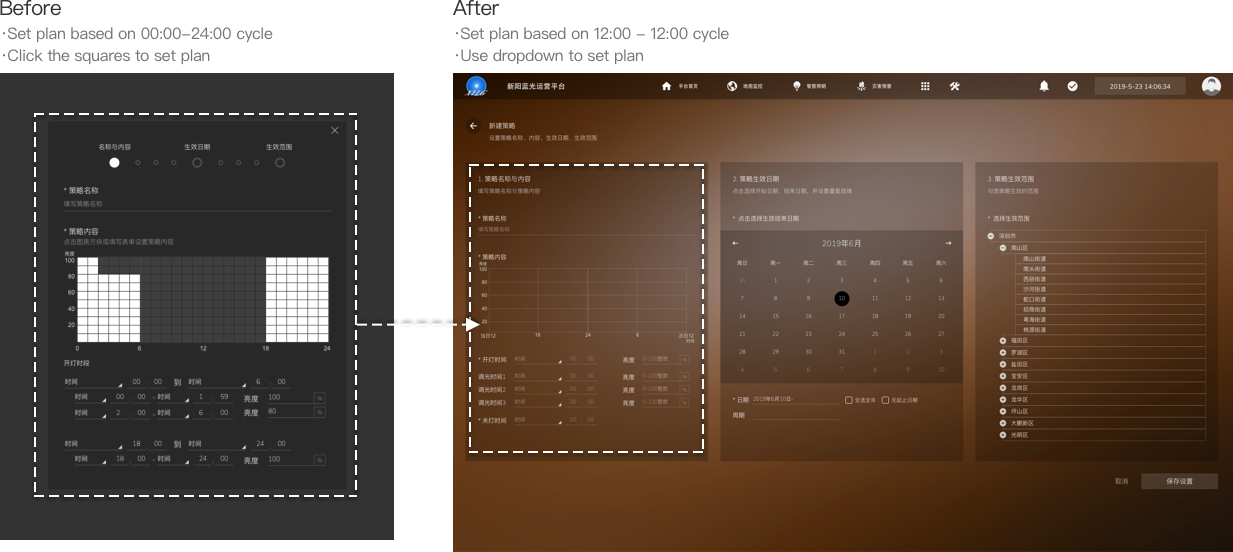 Before
·Set plan based on 00:00–24:00 cycle
·Click the squares to set plan
名称与内容 生效日期 生效范围
* 策略名称
填写策略名称
* 策略内容
点击图表方块或填写表单设置策略内容
亮度
100
80
60
40
20
0 6 12 18 24
开灯时段
时间 00 : 00 到 时间 6 : 00
时间 00 : 00 - 时间 1 : 59 亮度 100 %
时间 2 : 00 - 时间 6 : 00 亮度 80 %
时间 18 : 00 到 时间 24 : 00
时间 18 : 00 - 时间 24 : 00 亮度 100 %
After
·Set plan based on 12:00 – 12:00 cycle
·Use dropdown to set plan
新阳蓝光运营平台 平台首页 地图监控 智慧照明 灾害预警 2019-5-23 14:06:34
新建策略
设置策略名称、内容、生效日期、生效范围
1. 策略名称与内容
填写策略名称与策略内容
* 策略名称
填写策略名称
* 策略内容
亮度
100
80
60
40
20
当日12 18 24 6 次日12
时间
* 开灯时间 时间 00 : 00 亮度 0-100整数 %
调光时间1 时间 00 : 00 亮度 0-100整数 %
调光时间2 时间 00 : 00 亮度 0-100整数 %
调光时间3 时间 00 : 00 亮度 0-100整数 %
* 关灯时间 时间 00 : 00
2. 策略生效日期
点击选择开始日期、结束日期、并设置重复规律
* 点击选择生效结束日期
2019年6月
周日 周一 周二 周三 周四 周五 周六
31 1 2 3 4 5 6
7 8 9 10 11 12 13
14 15 16 17 18 19 20
21 22 23 24 25 26 27
28 29 30 31 1 2 3
4 5 6 7 8 9 10
* 日期 2019年6月10日- 全选全年 无起止日期
周期
3. 策略生效范围
勾选策略生效的范围
* 选择生效范围
深圳市
南山区
南山街道
南头街道
西丽街道
沙河街道
蛇口街道
招商街道
粤海街道
桃源街道
福田区
罗湖区
盐田区
宝安区
龙岗区
龙华区
坪山区
大鹏新区
光明区
取消 保存设置